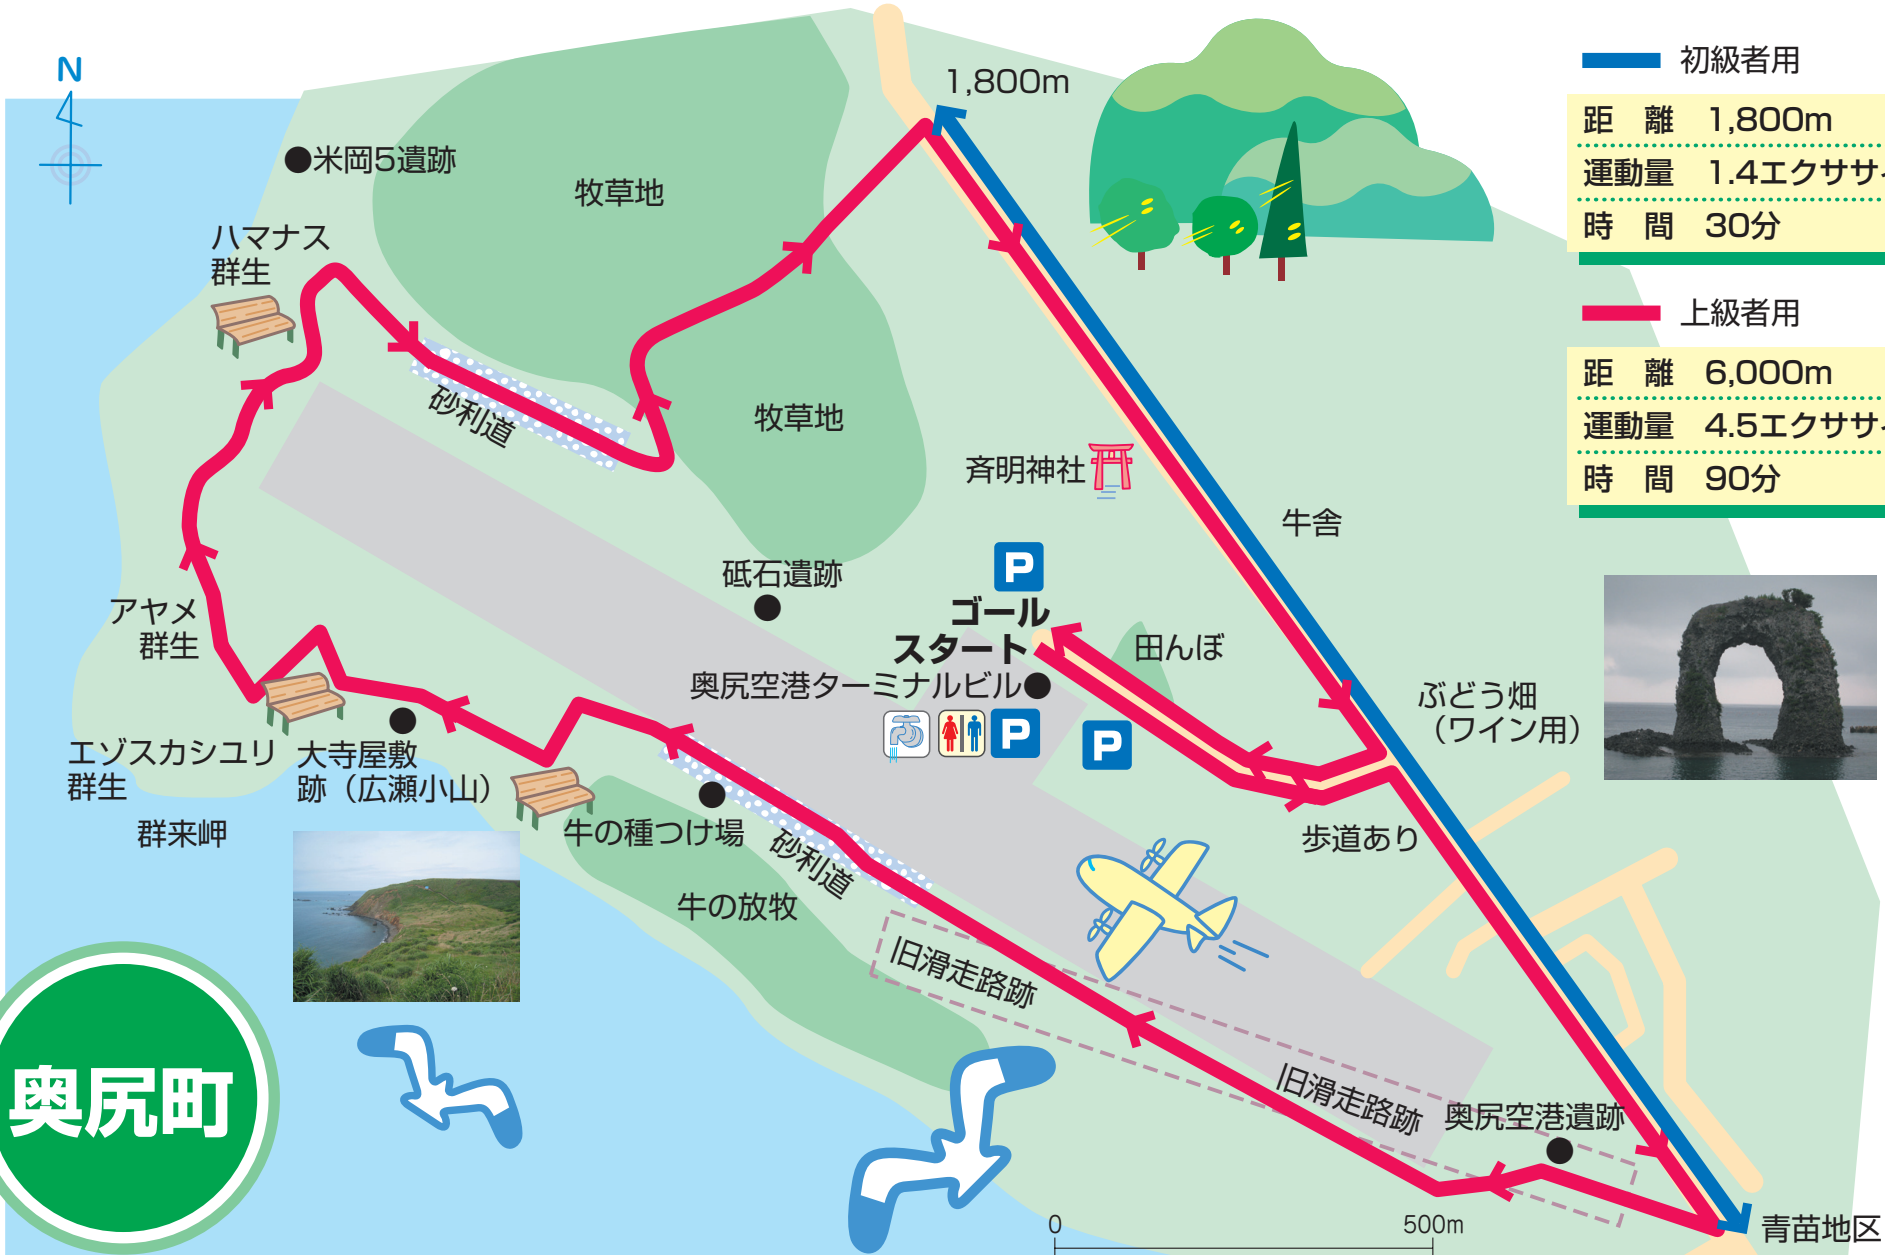 N
1,800m
米岡5遺跡
牧草地
ハマナス
群生
砂利道
牧草地
斉明神社
牛舎
砥石遺跡
P
ゴール
スタート
奥尻空港ターミナルビル
P
P
田んぼ
ぶどう畑
（ワイン用）
歩道あり
アヤメ
群生
エゾスカシユリ
群生
大寺屋敷
跡（広瀬小山）
群来岬
牛の種つけ場
砂利道
牛の放牧
旧滑走路跡
旧滑走路跡
奥尻空港遺跡
青苗地区
0
500m
奥尻町
初級者用
距 離 1,800m
運動量 1.4エクササ
時 間 30分
上級者用
距 離 6,000m
運動量 4.5エクササ
時 間 90分